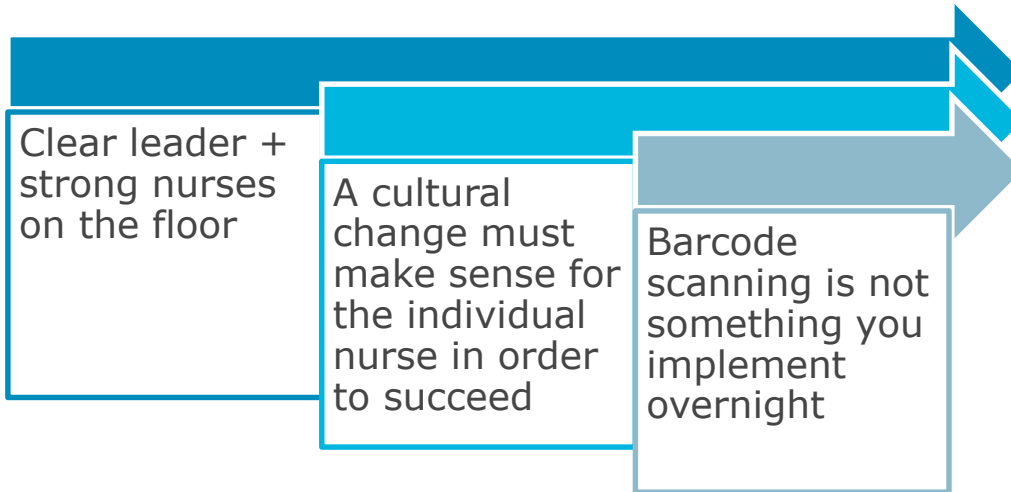 Clear leader +
strong nurses
on the floor
A cultural
change must
make sense for
the individual
nurse in order
to succeed
Barcode
scanning is not
something you
implement
overnight